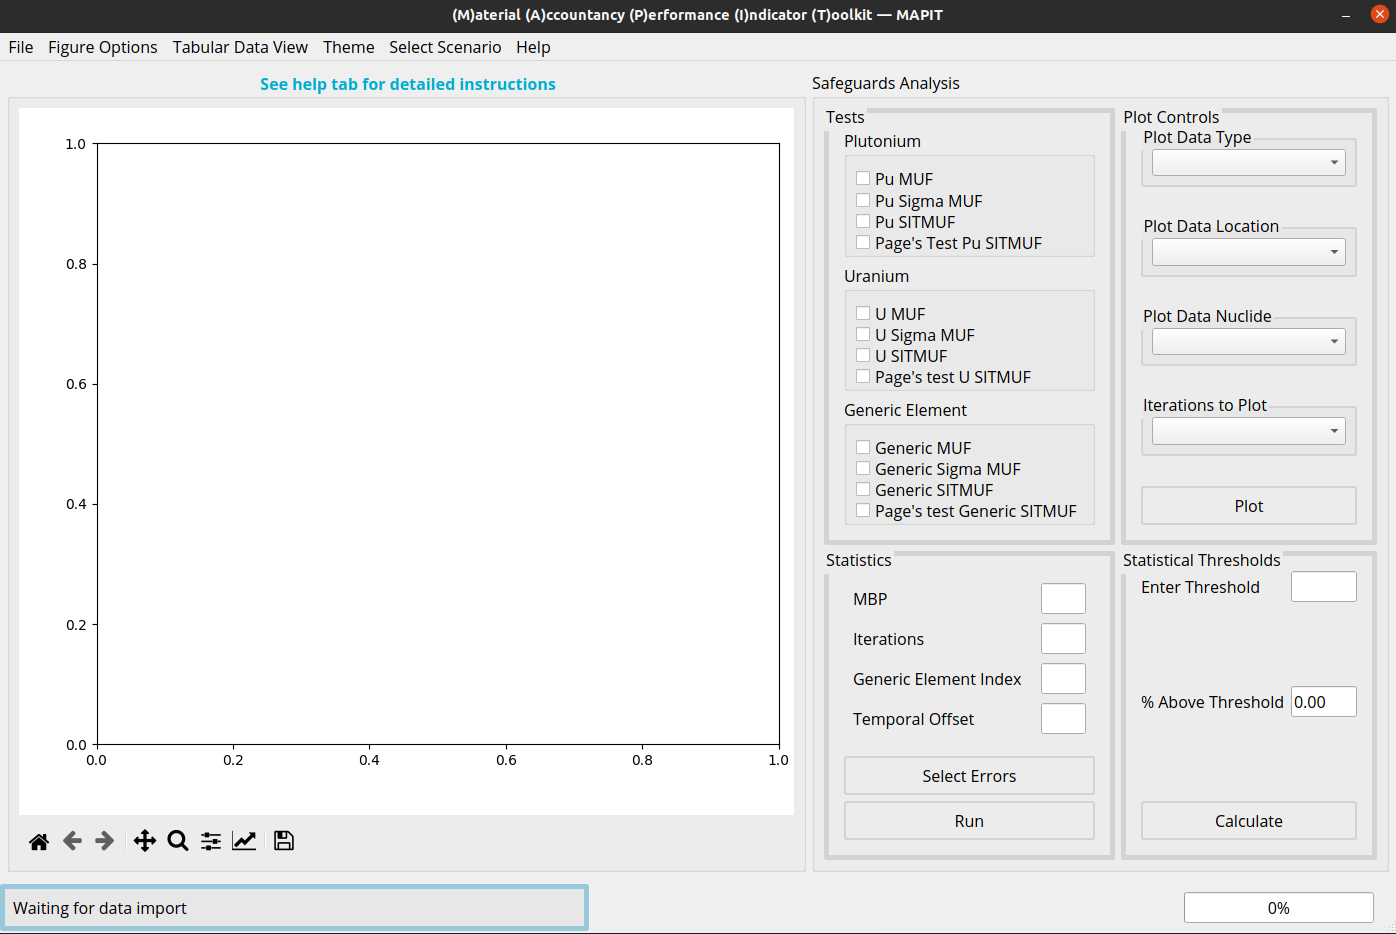 (M)aterial (A)ccountancy (P)erformance (I)ndicator (T)oolkit — MAPIT
File Figure Options Tabular Data View Theme Select Scenario Help
See help tab for detailed instructions
1.0
0.8
0.6
0.4
0.2
0.0
0.0 0.2 0.4 0.6 0.8 1.0
Safeguards Analysis
Tests
Plutonium
Pu MUF
Pu Sigma MUF
Pu SITMUF
Page's Test Pu SITMUF
Uranium
U MUF
U Sigma MUF
U SITMUF
Page's test U SITMUF
Generic Element
Generic MUF
Generic Sigma MUF
Generic SITMUF
Page's test Generic SITMUF
Plot Controls
Plot Data Type
Plot Data Location
Plot Data Nuclide
Iterations to Plot
Plot
Statistics
MBP
Iterations
Generic Element Index
Temporal Offset
Select Errors
Run
Statistical Thresholds
Enter Threshold
% Above Threshold 0.00
Calculate
Waiting for data import
0%